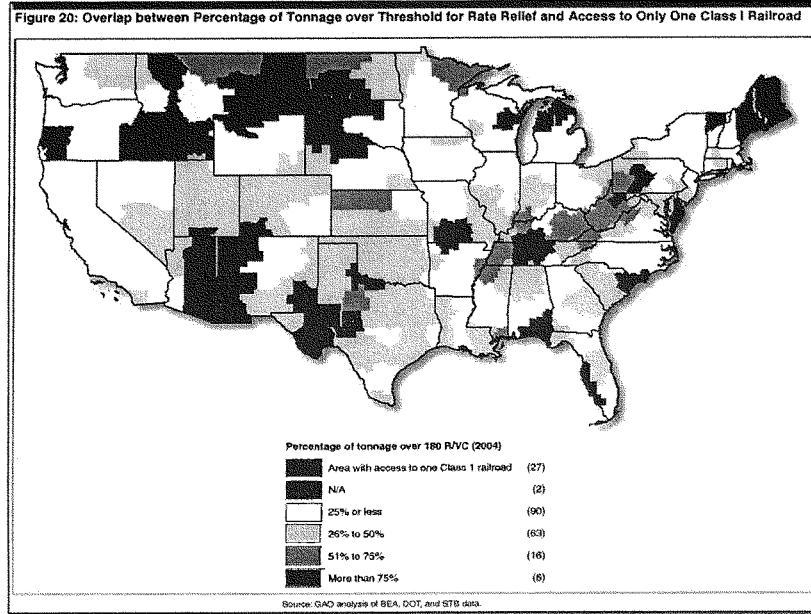 Figure 20: Overlap between Percentage of Tonnage over Threshold for Rate Relief and Access to Only One Class I Railroad
Percentage of tonnage over 180 R/VC (2004)
Area with access to one Class 1 railroad (27)
N/A (2)
25% or less (90)
26% to 50% (63)
51% to 75% (16)
More than 75% (6)
Source: GAO analysis of BEA, DOT, and STB data.